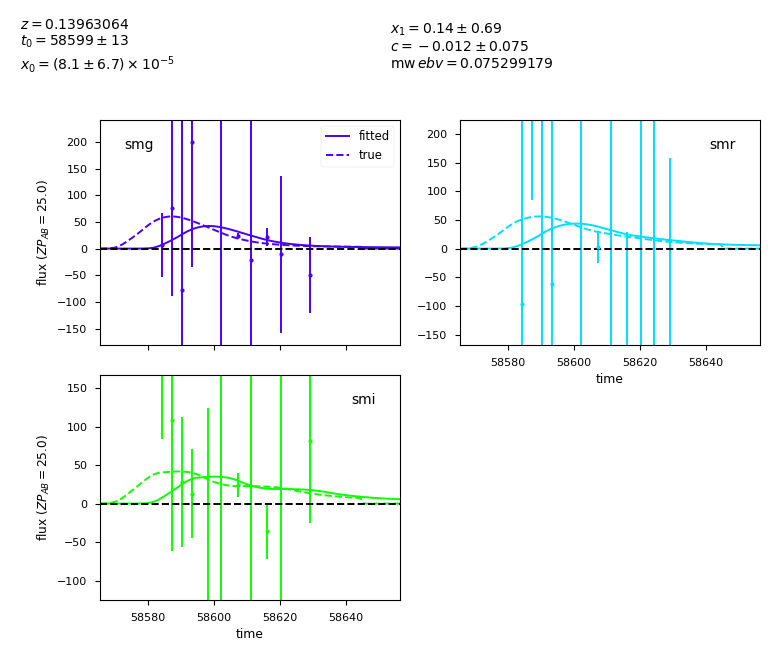 z = 0.13963064
t₀ = 58599 ± 13
x₀ = (8.1 ± 6.7) × 10⁻⁵
x₁ = 0.14 ± 0.69
c = −0.012 ± 0.075
mw ebv = 0.075299179
smg
fitted
true
200
150
100
50
0
−50
−100
−150
flux (ZP_AB = 25.0)
smr
200
150
100
50
0
−50
−100
−150
58580 58600 58620 58640
time
smi
150
100
50
0
−50
−100
flux (ZP_AB = 25.0)
58580 58600 58620 58640
time